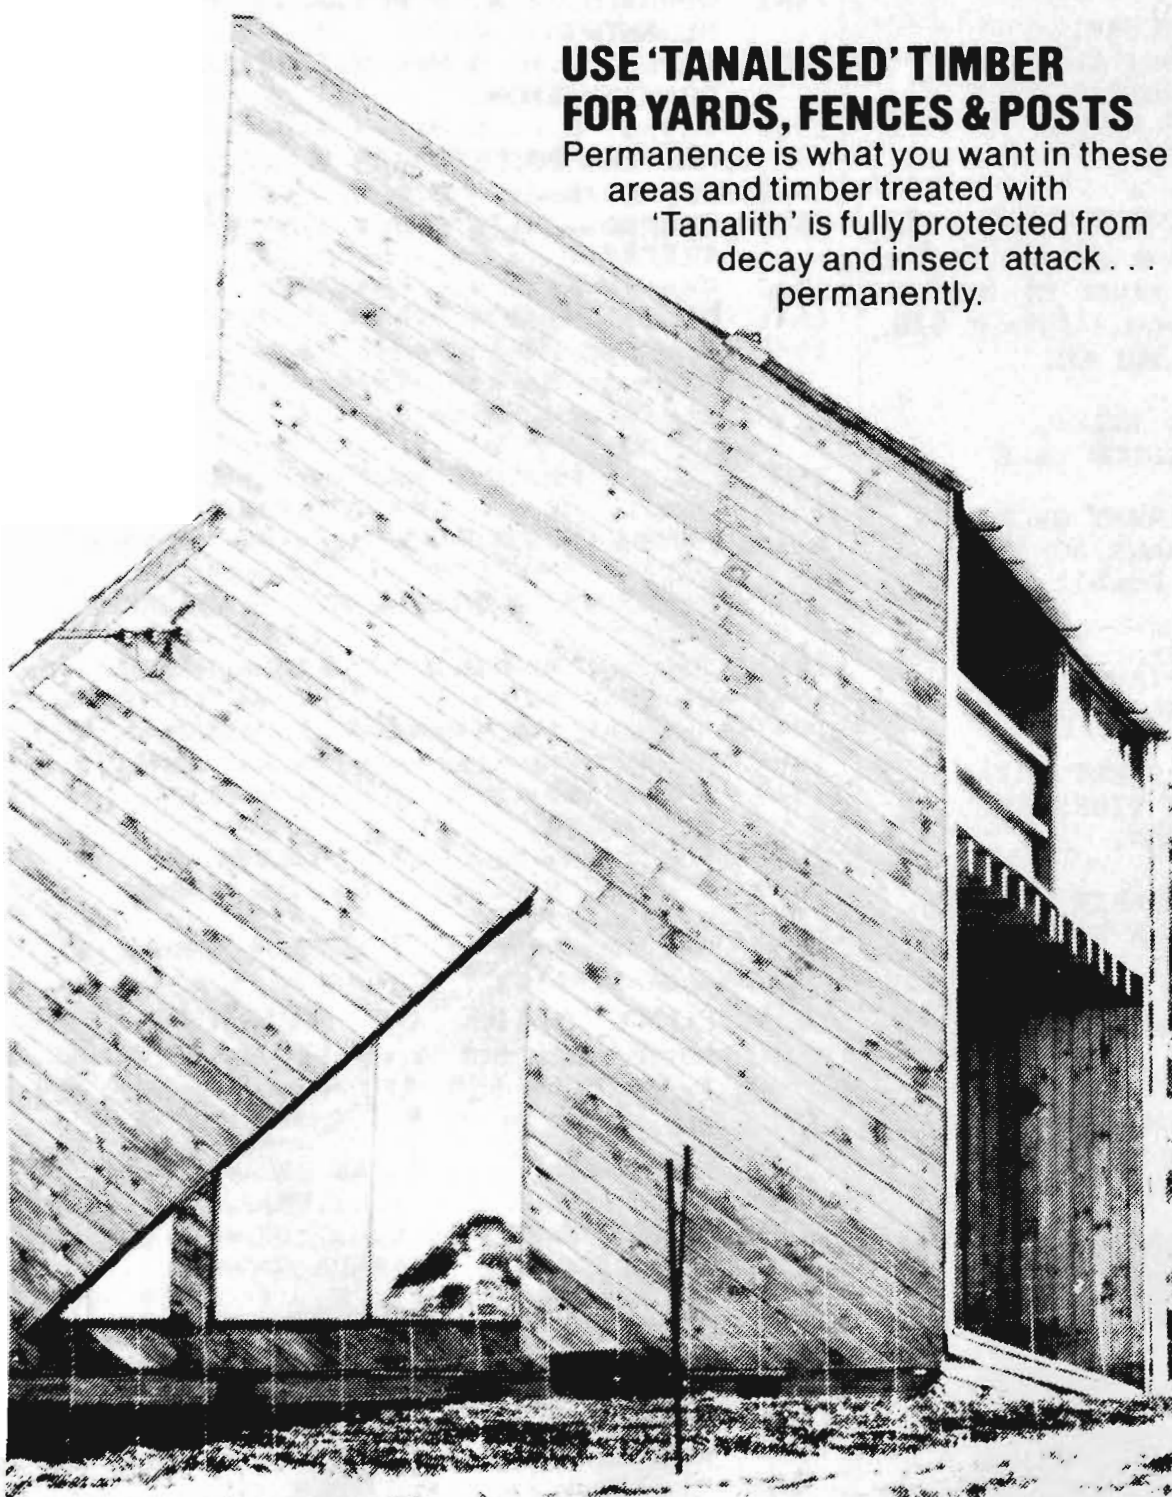 USE ‘TANALISED’ TIMBER
FOR YARDS, FENCES & POSTS
Permanence is what you want in these
areas and timber treated with
‘Tanalith’ is fully protected from
decay and insect attack . . .
permanently.